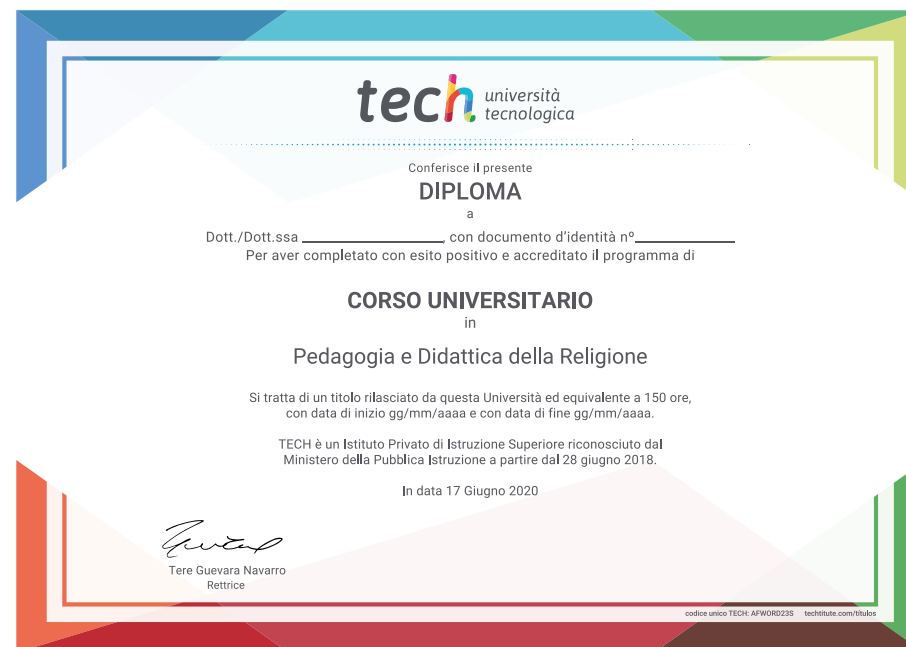 tech università
tecnologica
Conferisce il presente
DIPLOMA
a
Dott./Dott.ssa ____________________, con documento d'identità nº______________
Per aver completato con esito positivo e accreditato il programma di
CORSO UNIVERSITARIO
in
Pedagogia e Didattica della Religione
Si tratta di un titolo rilasciato da questa Università ed equivalente a 150 ore,
con data di inizio gg/mm/aaaa e con data di fine gg/mm/aaaa.
TECH è un Istituto Privato di Istruzione Superiore riconosciuto dal
Ministero della Pubblica Istruzione a partire dal 28 giugno 2018.
In data 17 Giugno 2020
Tere Guevara Navarro
Rettrice
codice unico TECH: AFWORD23S techtitute.com/títulos